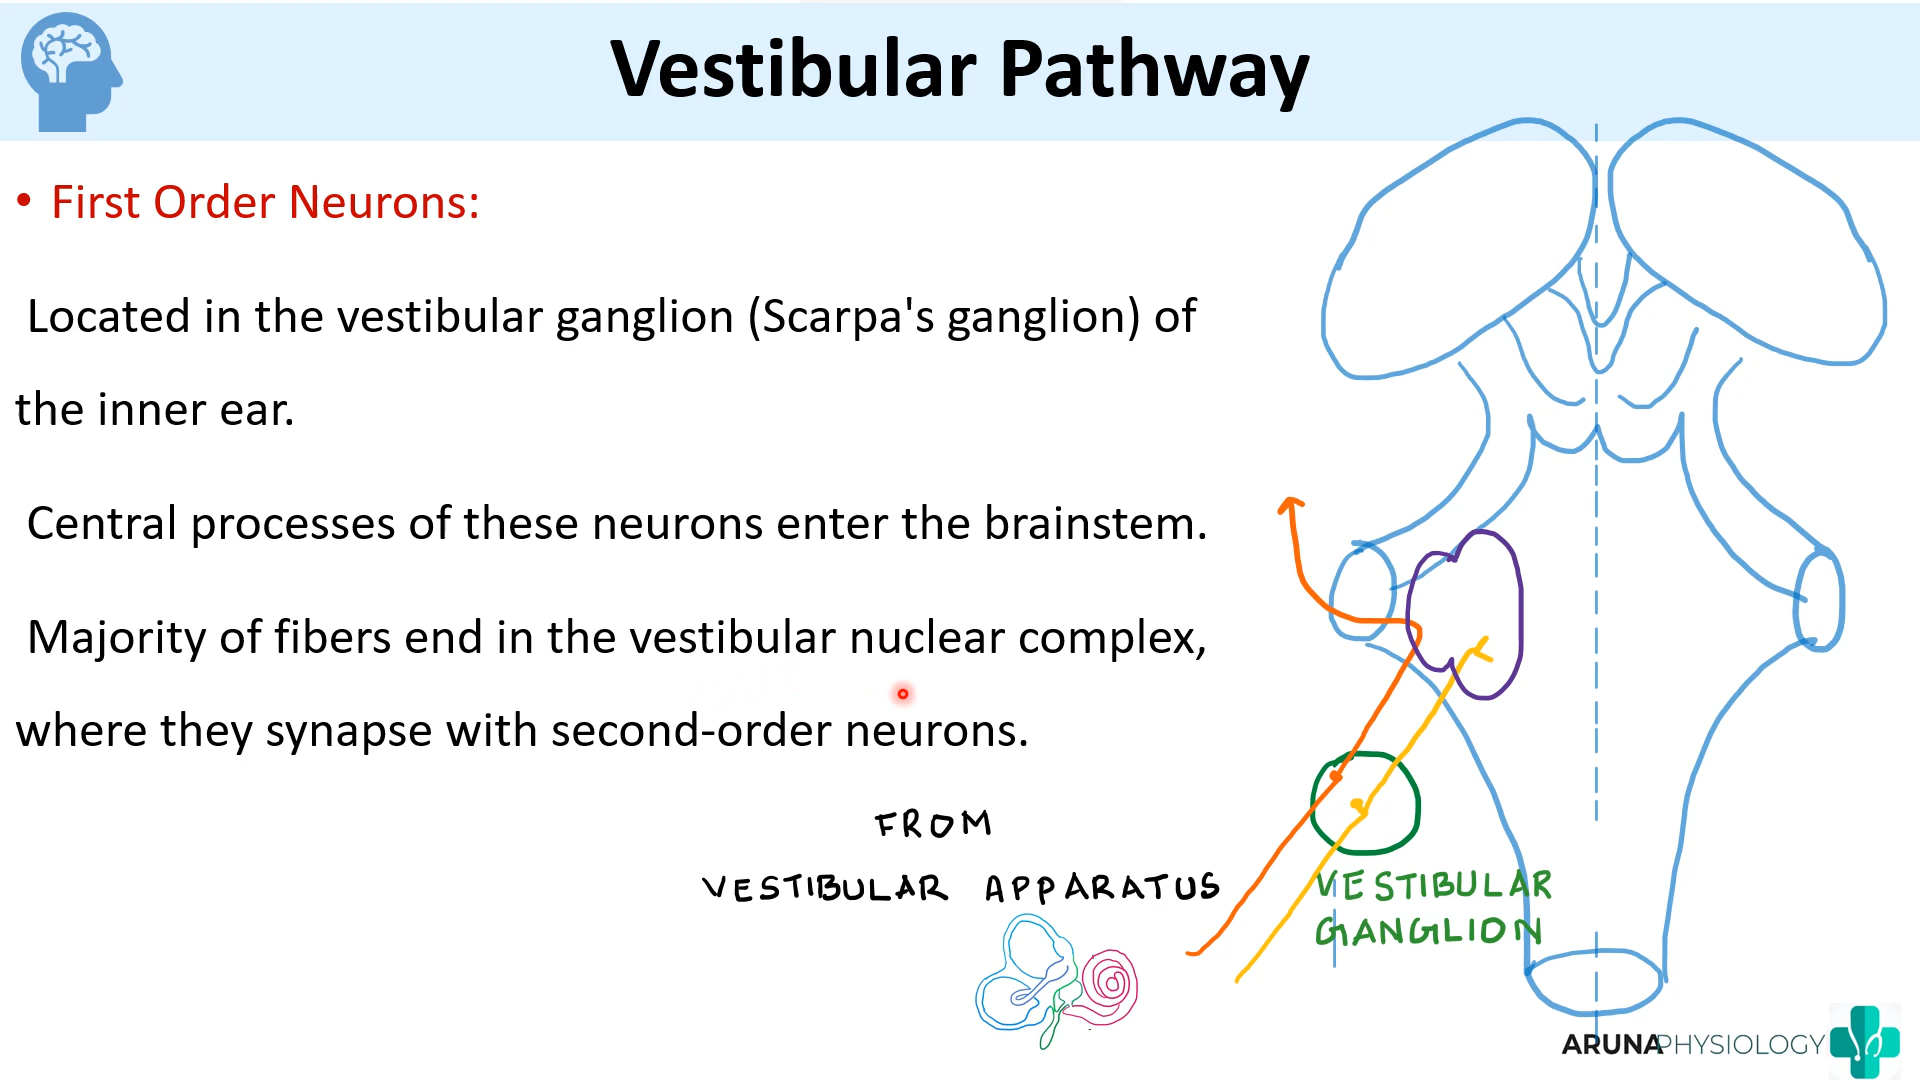 Vestibular Pathway
• First Order Neurons:
Located in the vestibular ganglion (Scarpa's ganglion) of
the inner ear.
Central processes of these neurons enter the brainstem.
Majority of fibers end in the vestibular nuclear complex,
where they synapse with second-order neurons.
FROM
VESTIBULAR APPARATUS
VESTIBULAR
GANGLION
ARUNAPHYSIOLOGY